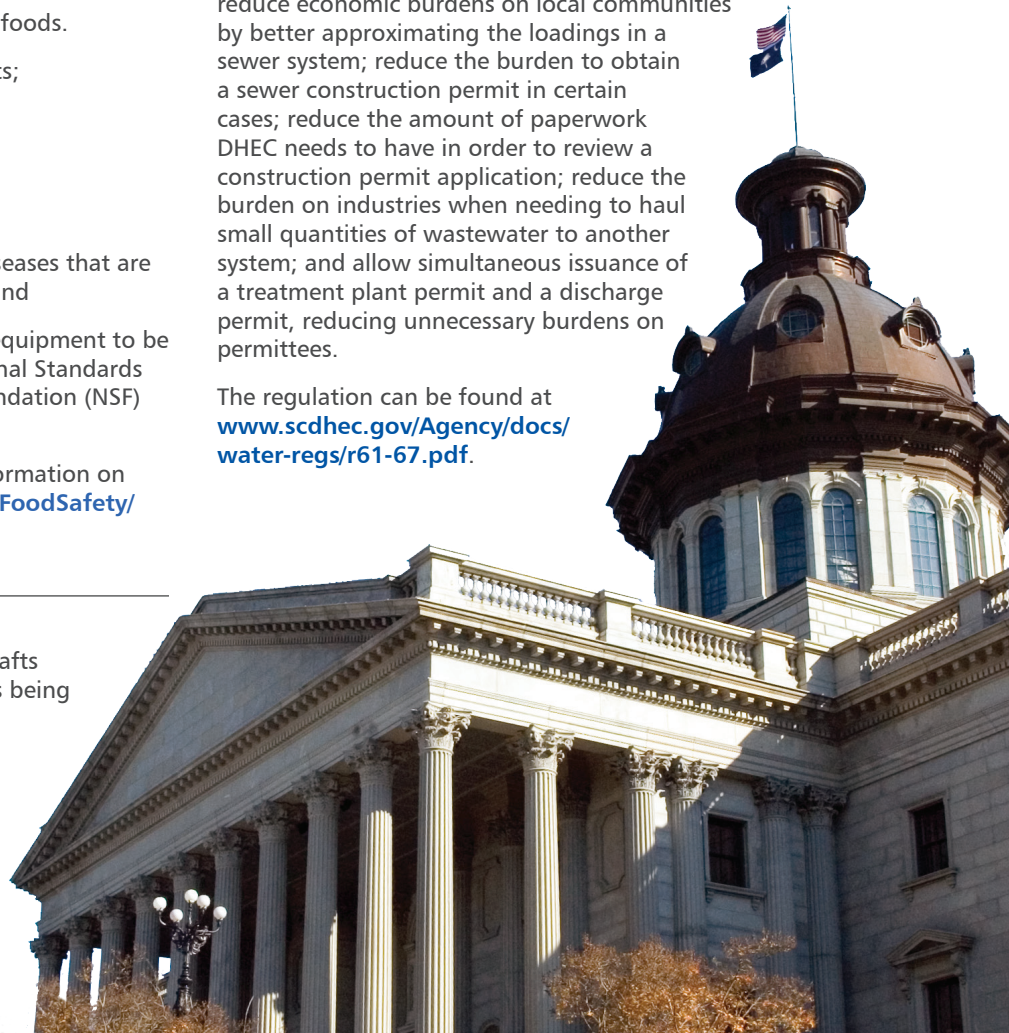 foods.
s;
seases that are
nd
quipment to be
nal Standards
ndation (NSF)
ormation on
FoodSafety/
afts
s being
reduce economic burdens on local communities
by better approximating the loadings in a
sewer system; reduce the burden to obtain
a sewer construction permit in certain
cases; reduce the amount of paperwork
DHEC needs to have in order to review a
construction permit application; reduce the
burden on industries when needing to haul
small quantities of wastewater to another
system; and allow simultaneous issuance of
a treatment plant permit and a discharge
permit, reducing unnecessary burdens on
permittees.
The regulation can be found at
www.scdhec.gov/Agency/docs/
water-regs/r61-67.pdf.